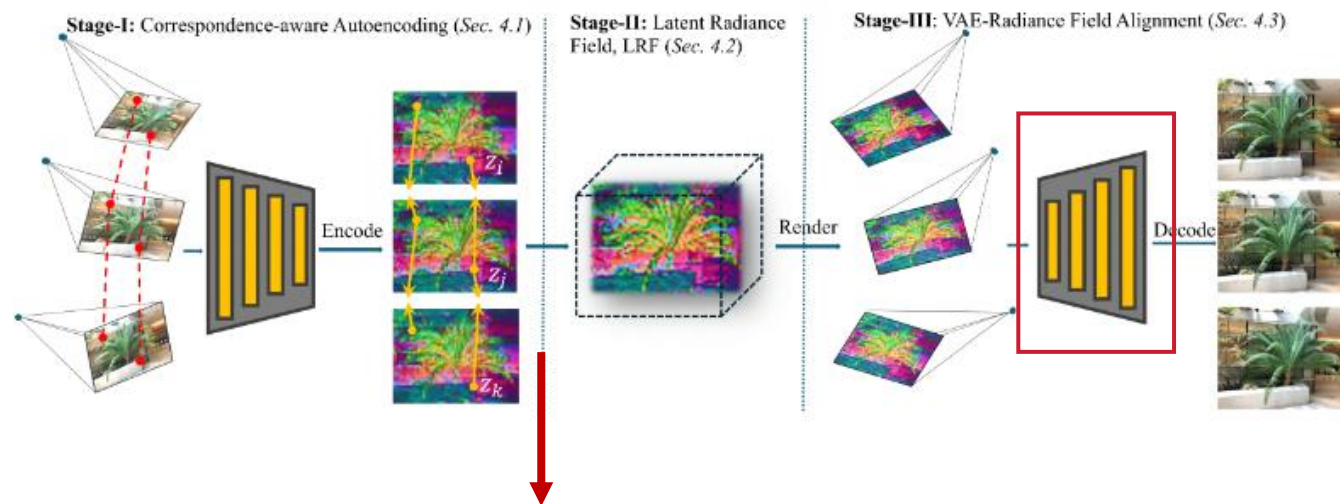 Stage-I: Correspondence-aware Autoencoding (Sec. 4.1)
Stage-II: Latent Radiance
Field, LRF (Sec. 4.2)
Stage-III: VAE-Radiance Field Alignment (Sec. 4.3)
Encode
Render
Decode
z_i
z_j
z_k